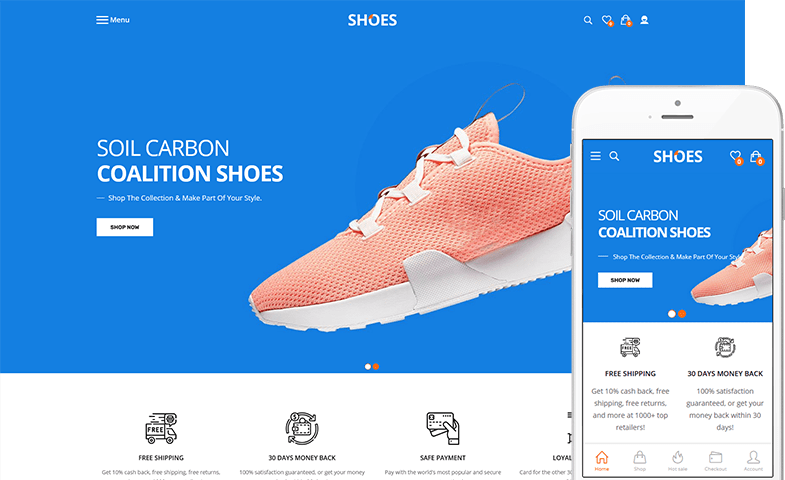 Menu
SHOES
0
0
SOIL CARBON
COALITION SHOES
Shop The Collection & Make Part Of Your Style.
SHOP NOW
FREE
FREE SHIPPING
Get 10% cash back, free shipping, free returns,
30 DAYS MONEY BACK
100% satisfaction guaranteed, or get your money
SAFE PAYMENT
Pay with the world's most popular and secure
Card for the other 30
SHOES
0
0
SOIL CARBON
COALITION SHOES
Shop The Collection & Make Part Of Your
SHOP NOW
FREE
FREE SHIPPING
Get 10% cash back, free
shipping, free returns,
and more at 1000+ top
retailers!
30 DAYS MONEY BACK
100% satisfaction
guaranteed, or get your
money back within 30
days!
Home
Shop
Hot sale
Checkout
Account